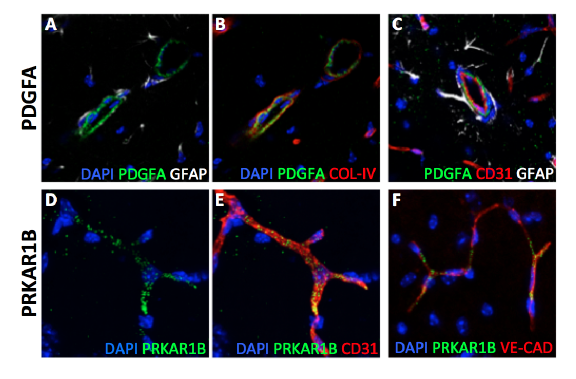 PDGFA
A
DAPI PDGFA GFAP
B
DAPI PDGFA COL-IV
C
PDGFA CD31 GFAP
PRKAR1B
D
DAPI PRKAR1B
E
DAPI PRKAR1B CD31
F
DAPI PRKAR1B VE-CAD